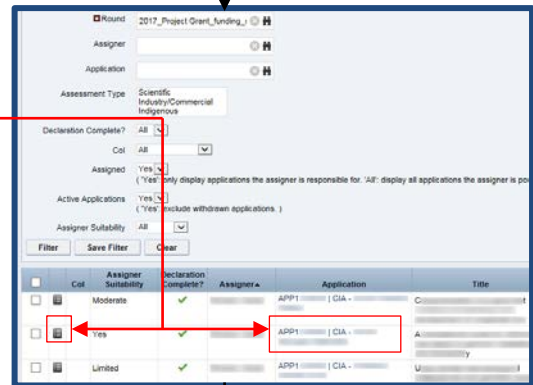 Round 2017_Project Grant_funding_
Assigner
Application
Assessment Type Scientific
Industry/Commercial
Indigenous
Declaration Complete? All
CoI All
Assigned Yes
( 'Yes': only display applications the assigner is responsible for. 'All': display all applications the assigner is
Active Applications Yes
( 'Yes': exclude withdrawn applications. )
Assigner Suitability All
Filter Save Filter Clear
CoI Assigner Suitability Declaration Complete? Assigner Application Title
Moderate APP1 | CIA - C t
Yes APP1 | CIA - A
y
Limited APP1 | CIA - U l